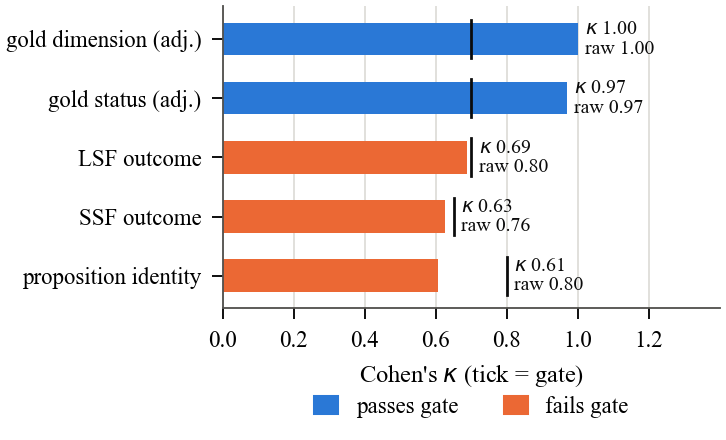 gold dimension (adj.)
κ 1.00
raw 1.00
gold status (adj.)
κ 0.97
raw 0.97
LSF outcome
κ 0.69
raw 0.80
SSF outcome
κ 0.63
raw 0.76
proposition identity
κ 0.61
raw 0.80
0.0 0.2 0.4 0.6 0.8 1.0 1.2
Cohen's κ (tick = gate)
passes gate fails gate